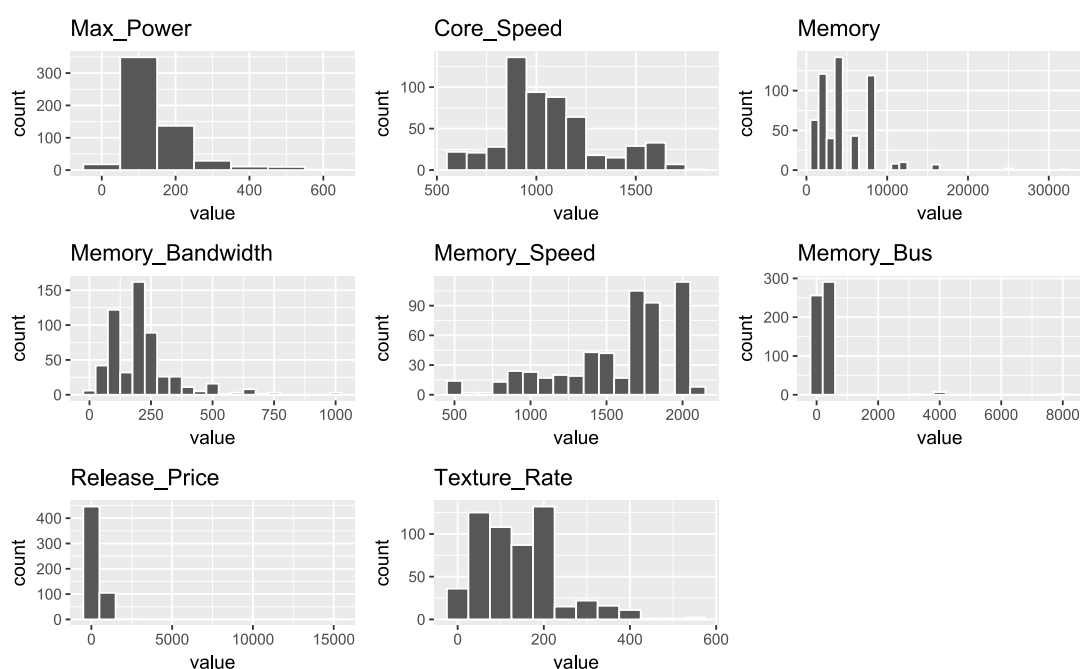 Max_Power
count
300
200
100
0
0 200 400 600
value
Core_Speed
count
100
50
0
500 1000 1500
value
Memory
count
100
50
0
0 10000 20000 30000
value
Memory_Bandwidth
count
150
100
50
0
0 250 500 750 1000
value
Memory_Speed
count
90
60
30
0
500 1000 1500 2000
value
Memory_Bus
count
300
200
100
0
0 2000 4000 6000 8000
value
Release_Price
count
400
300
200
100
0
0 5000 10000 15000
value
Texture_Rate
count
100
50
0
0 200 400 600
value